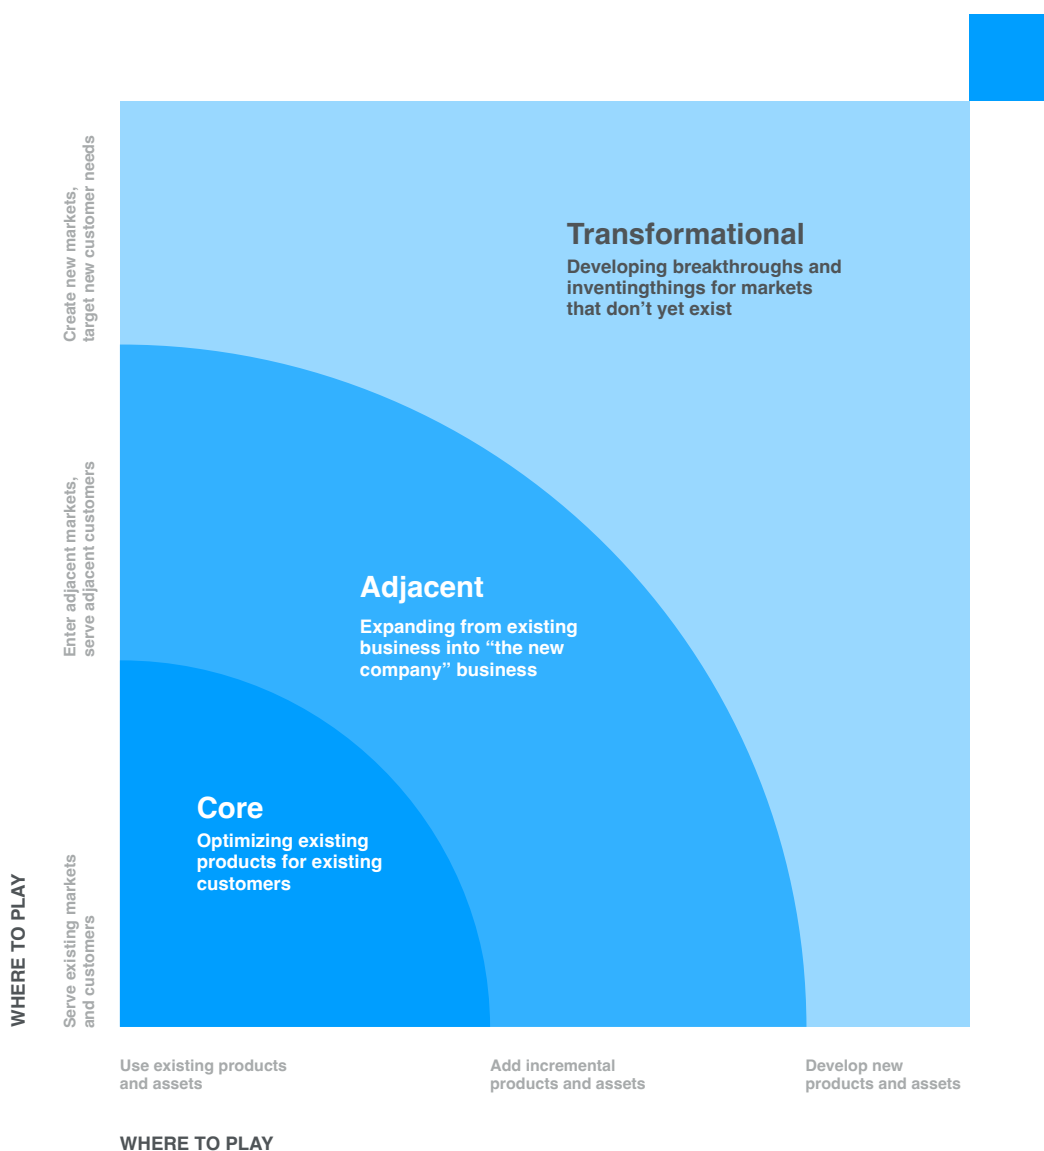 Create new markets,
target new customer needs
Transformational
Developing breakthroughs and
inventingthings for markets
that don’t yet exist
Enter adjacent markets,
serve adjacent customers
Adjacent
Expanding from existing
business into “the new
company” business
Core
Optimizing existing
products for existing
customers
WHERE TO PLAY
Serve existing markets
and customers
Use existing products
and assets
Add incremental
products and assets
Develop new
products and assets
WHERE TO PLAY